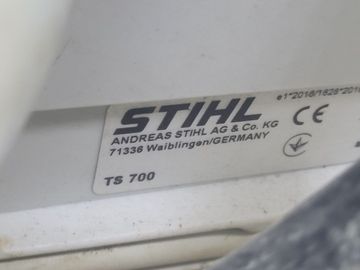 STIHL
ANDREAS STIHL AG & Co. KG
71336 Waiblingen/GERMANY
TS 700
e1*2016/1628*2016
CE